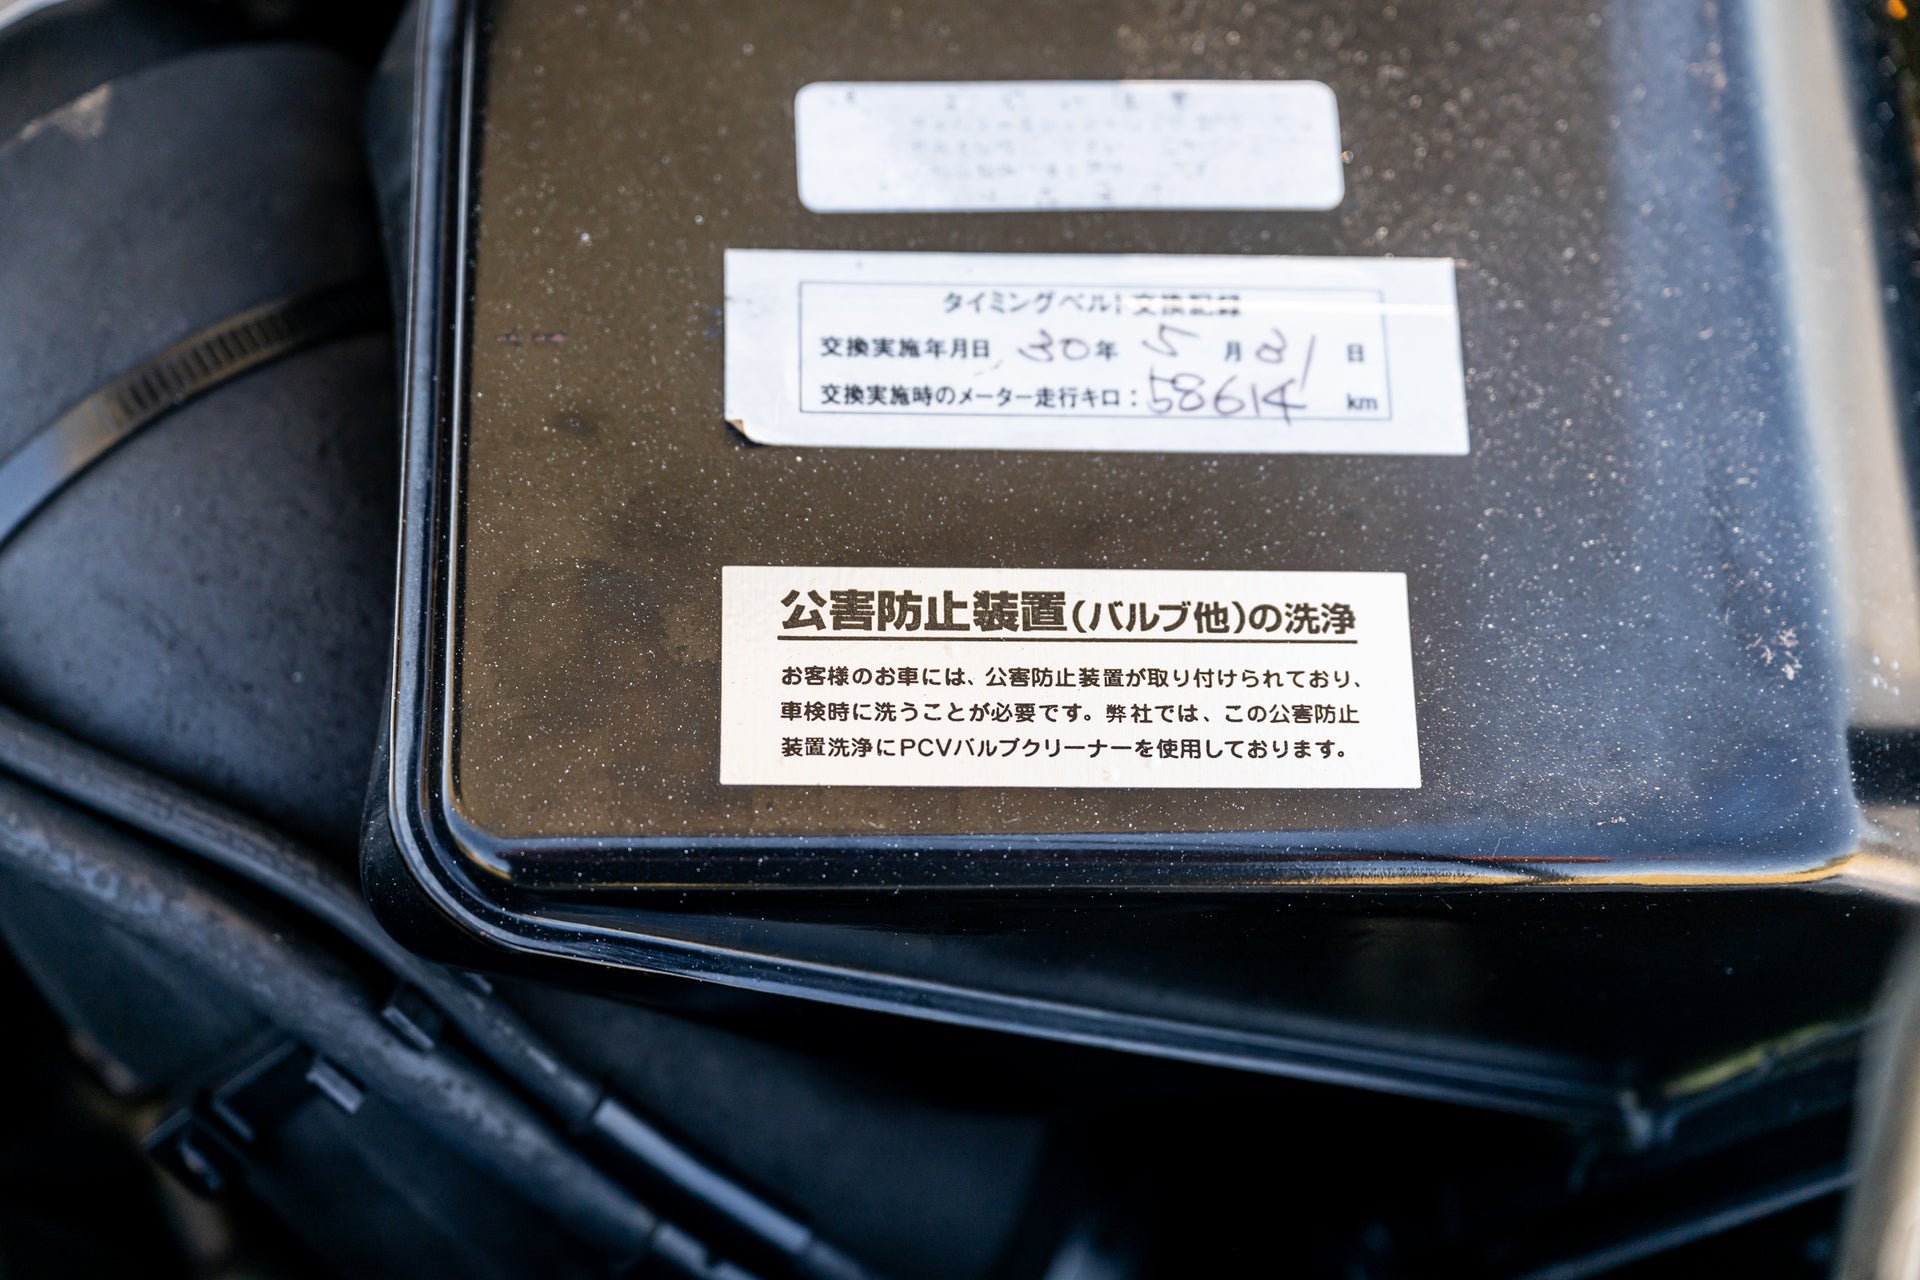 タイミングベルト交換記録
交換実施年月日 30年 5月31日
交換実施時のメーター走行キロ：58614 km
公害防止装置(バルブ他)の洗浄
お客様のお車には、公害防止装置が取り付けられており、
車検時に洗うことが必要です。弊社では、この公害防止
装置洗浄にPCVバルブクリーナーを使用しております。